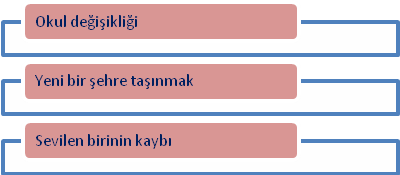 Okul değişikliği
Yeni bir şehre taşınmak
Sevilen birinin kaybı